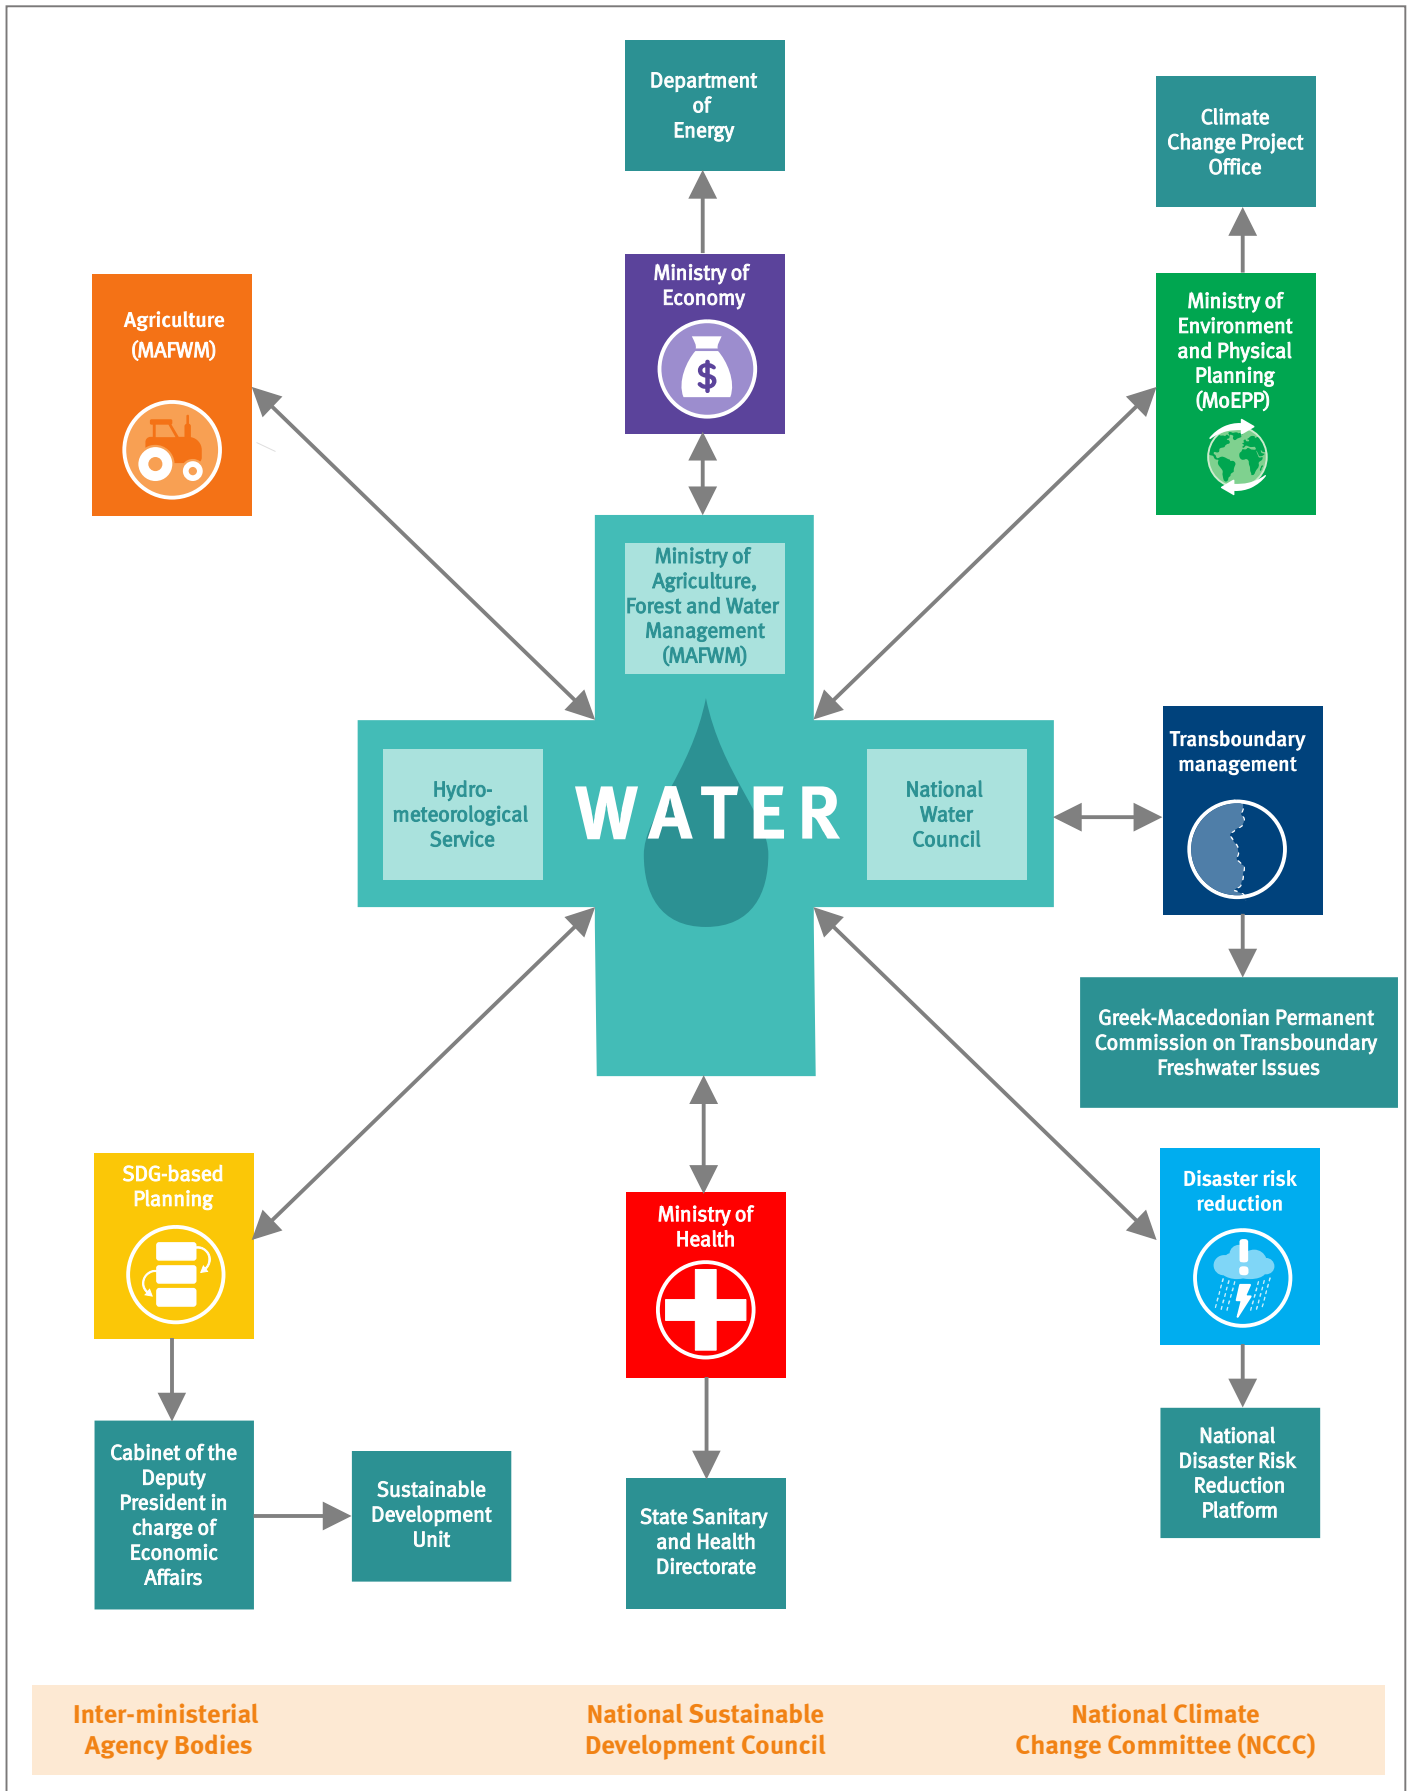 Department
of
Energy
Climate
Change Project
Office
Agriculture
(MAFWM)
Ministry of
Economy
$
Ministry of
Environment
and Physical
Planning
(MoEPP)
Ministry of
Agriculture,
Forest and Water
Management
(MAFWM)
Hydro-
meteorological
Service
WATER
National
Water
Council
Transboundary
management
Greek-Macedonian Permanent
Commission on Transboundary
Freshwater Issues
SDG-based
Planning
Ministry of
Health
Disaster risk
reduction
!
Cabinet of the
Deputy
President in
charge of
Economic
Affairs
Sustainable
Development
Unit
State Sanitary
and Health
Directorate
National
Disaster Risk
Reduction
Platform
Inter-ministerial
Agency Bodies
National Sustainable
Development Council
National Climate
Change Committee (NCCC)